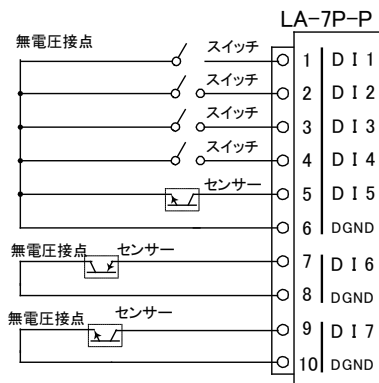 LA-7P-P
無電圧接点
スイッチ
1 DI1
スイッチ
2 DI2
スイッチ
3 DI3
スイッチ
4 DI4
センサー
5 DI5
6 DGND
無電圧接点
センサー
7 DI6
8 DGND
無電圧接点
センサー
9 DI7
10 DGND